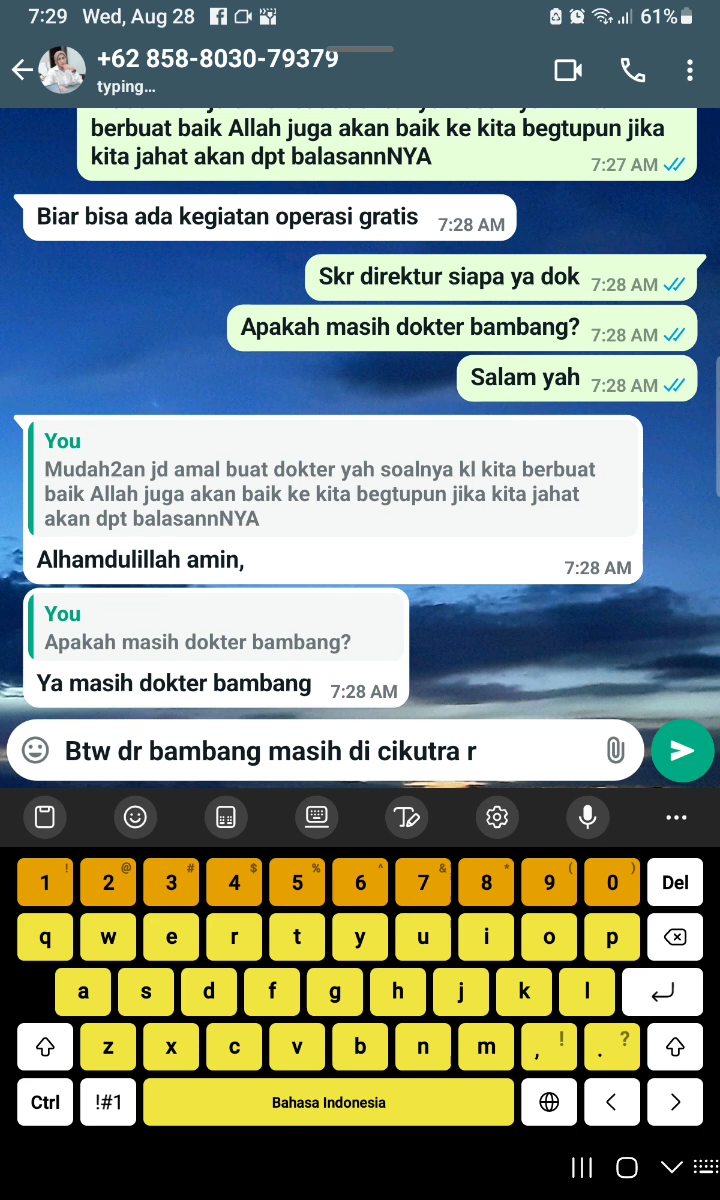 7:29 Wed, Aug 28 61%
+62 858-8030-79379
typing...
berbuat baik Allah juga akan baik ke kita begtupun jika
kita jahat akan dpt balasannNYA
7:27 AM
Biar bisa ada kegiatan operasi gratis 7:28 AM
Skr direktur siapa ya dok 7:28 AM
Apakah masih dokter bambang? 7:28 AM
Salam yah 7:28 AM
You
Mudah2an jd amal buat dokter yah soalnya kl kita berbuat
baik Allah juga akan baik ke kita begtupun jika kita jahat
akan dpt balasannNYA
Alhamdulillah amin,
7:28 AM
You
Apakah masih dokter bambang?
Ya masih dokter bambang 7:28 AM
Btw dr bambang masih di cikutra r
! @ # $ % ^ & * ( )
1 2 3 4 5 6 7 8 9 0 Del
q w e r t y u i o p
a s d f g h j k l
z x c v b n m , ! . ?
Ctrl !#1 Bahasa Indonesia < >